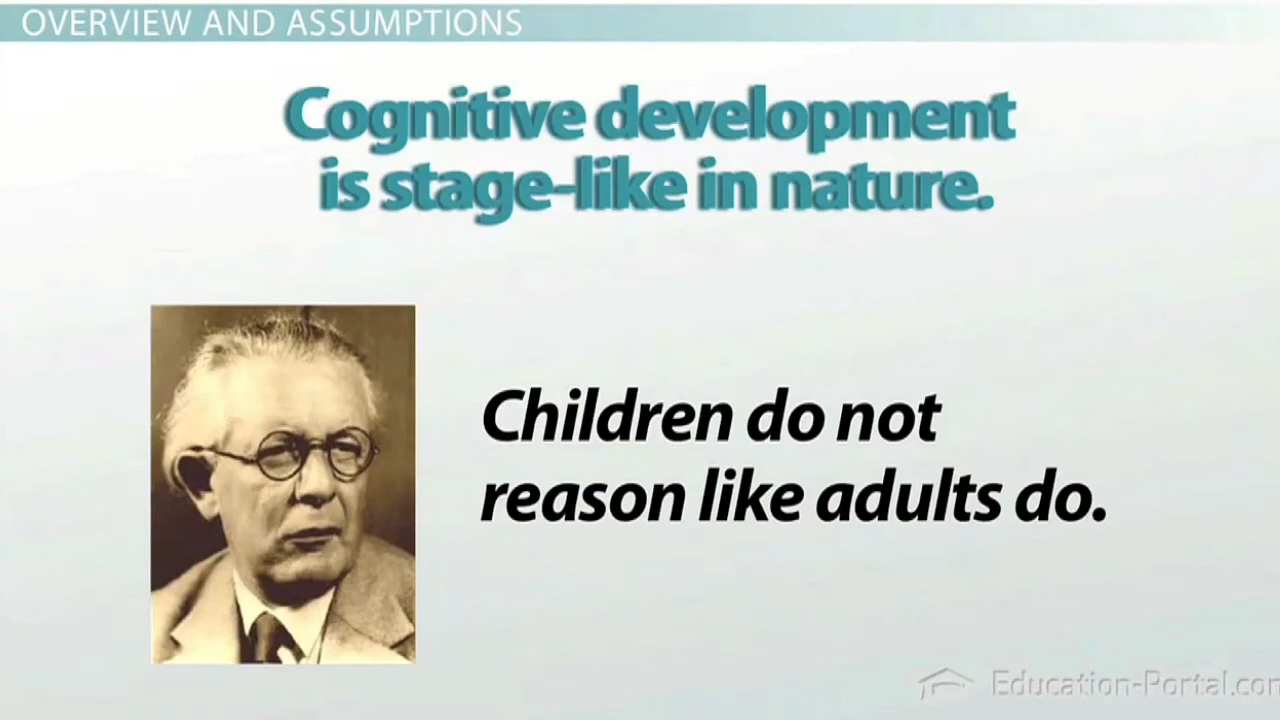 OVERVIEW AND ASSUMPTIONS
Cognitive development
is stage-like in nature.
Children do not
reason like adults do.
Education-Portal.com